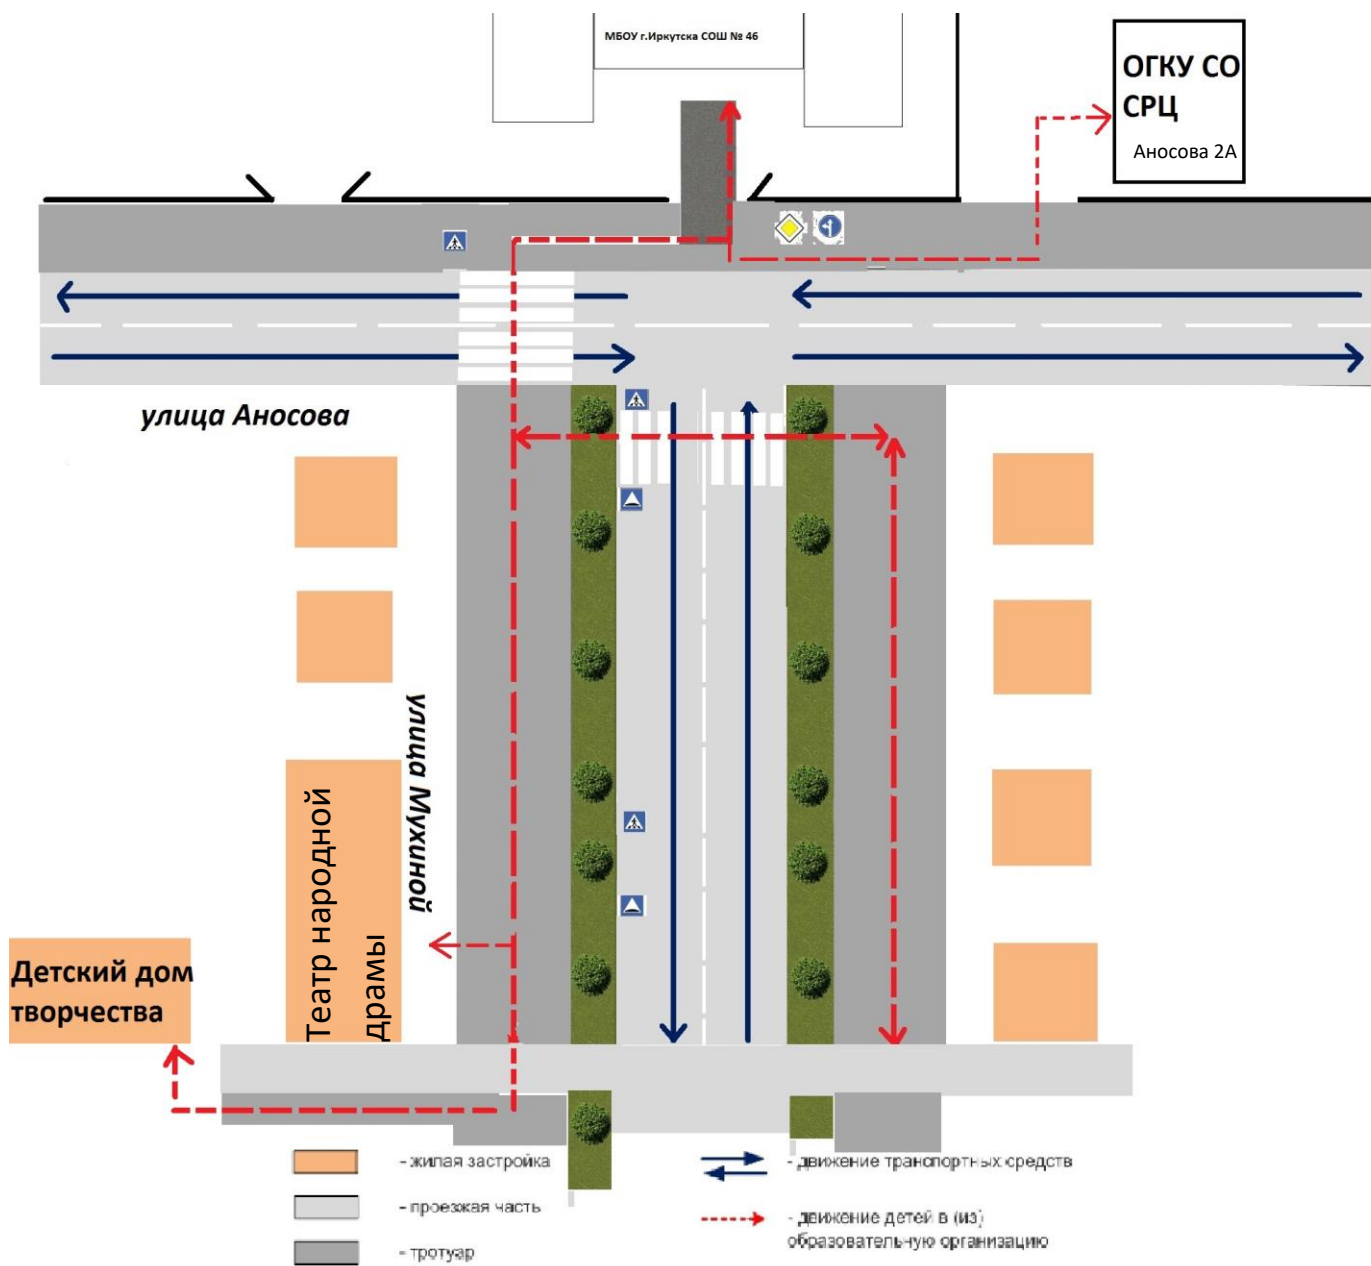 МБОУ г.Иркутска СОШ № 46
ОГКУ СО
СРЦ
Аносова 2А
улица Аносова
улица Мухиной
Театр народной
драмы
Детский дом
творчества
- жилая застройка
- проезжая часть
- тротуар
- движение транспортных средств
- движение детей в (из)
образовательную организацию